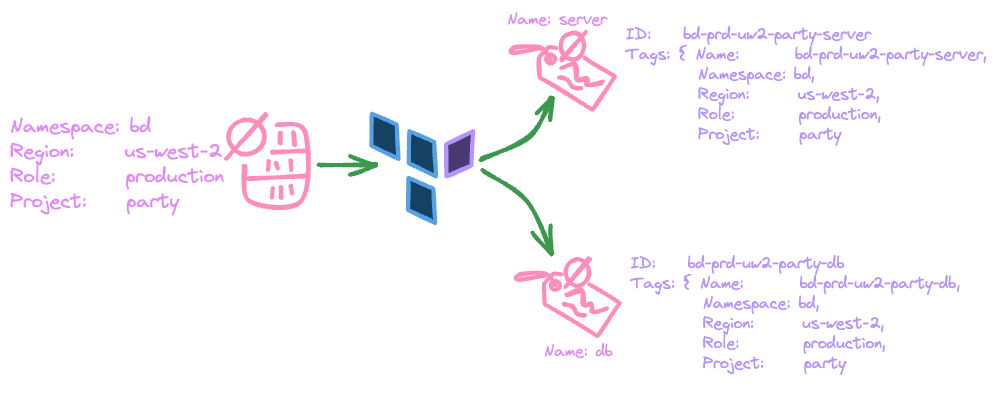 Namespace: bd
Region: us-west-2
Role: production
Project: party
Name: server
ID: bd-prd-uw2-party-server
Tags: { Name: bd-prd-uw2-party-server,
Namespace: bd,
Region: us-west-2,
Role: production,
Project: party
ID: bd-prd-uw2-party-db
Tags: { Name: bd-prd-uw2-party-db,
Namespace: bd,
Region: us-west-2,
Role: production,
Project: party
Name: db